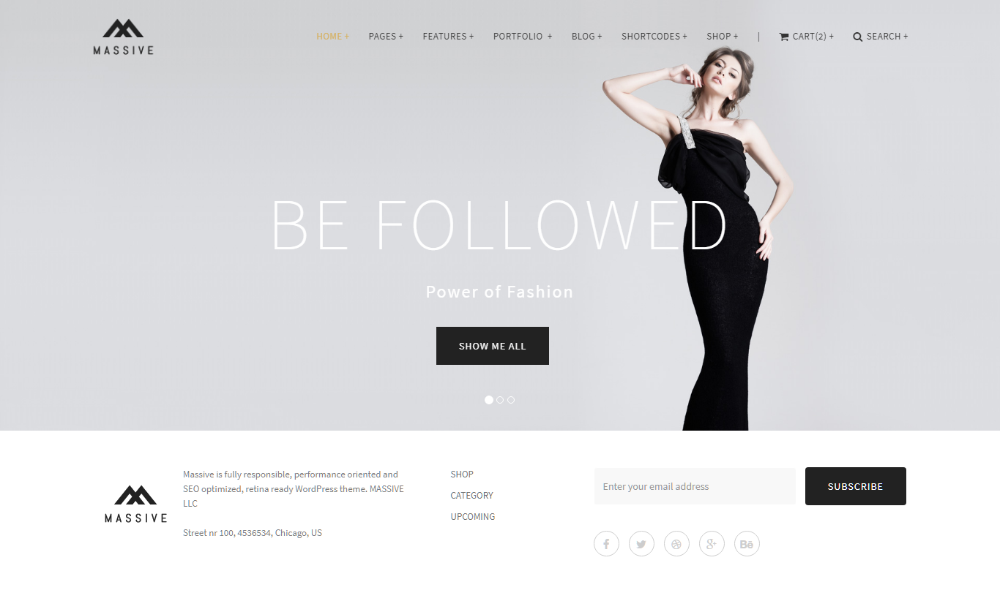 MASSIVE
HOME + PAGES + FEATURES + PORTFOLIO + BLOG + SHORTCODES + SHOP + | CART(2) + SEARCH +
BE FOLLOWED
Power of Fashion
SHOW ME ALL
MASSIVE
Massive is fully responsible, performance oriented and
SEO optimized, retina ready WordPress theme. MASSIVE
LLC
Street nr 100, 4536534, Chicago, US
SHOP
CATEGORY
UPCOMING
Enter your email address
SUBSCRIBE